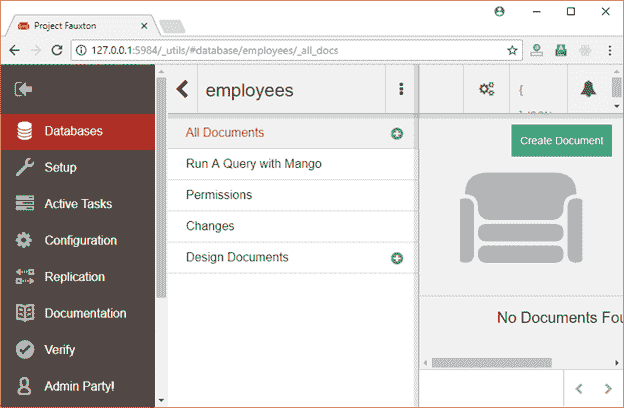 Project Fauxton
127.0.0.1:5984/_utils/#database/employees/_all_docs
employees
{
Databases
All Documents
Create Document
Setup
Run A Query with Mango
Active Tasks
Permissions
Configuration
Changes
Replication
Design Documents
Documentation
No Documents Fou
Verify
Admin Party!